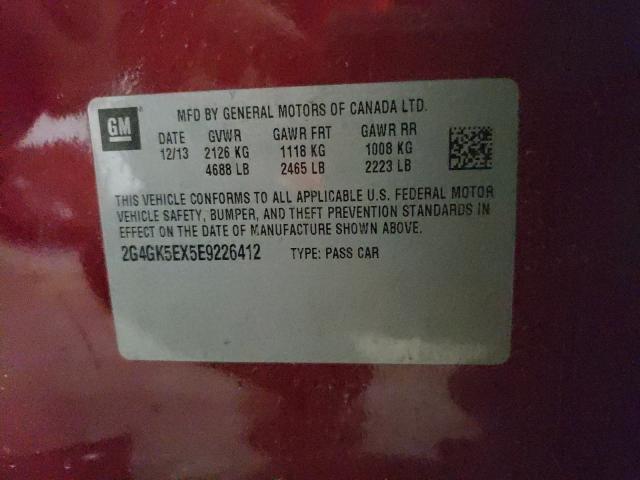 GM MFD BY GENERAL MOTORS OF CANADA LTD.
DATE GVWR GAWR FRT GAWR RR
12/13 2126 KG 1118 KG 1008 KG
4688 LB 2465 LB 2223 LB
THIS VEHICLE CONFORMS TO ALL APPLICABLE U.S. FEDERAL MOTOR
VEHICLE SAFETY, BUMPER, AND THEFT PREVENTION STANDARDS IN
EFFECT ON THE DATE OF MANUFACTURE SHOWN ABOVE.
2G4GK5EX5E9226412 TYPE: PASS CAR